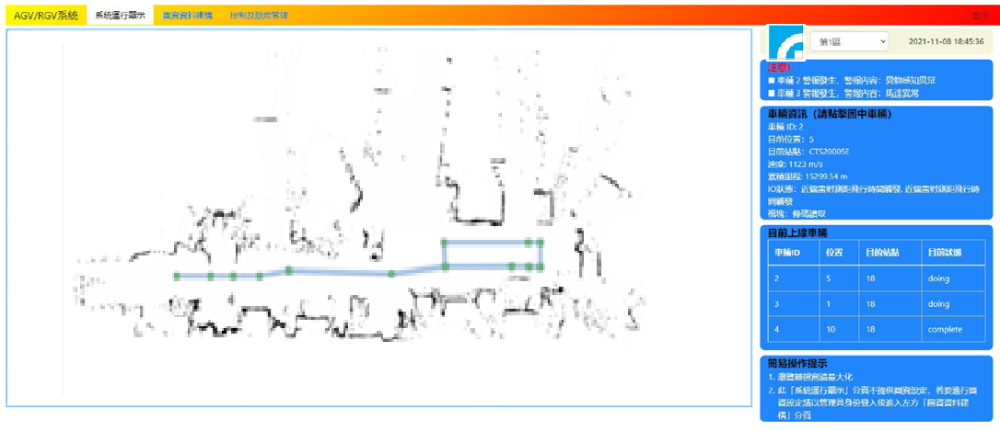 AGV/RGV系統
系統運行顯示
圖資資料建構
控制及設定管理
登出
第1區
2021-11-08 18:45:36
注意!
■ 車輛 2 警報發生，警報內容：異物感知異常
■ 車輛 3 警報發生，警報內容：馬達異常
車輛資訊（請點擊圖中車輛）
車輛 ID: 2
目前位置：5
目前站點：CTS20005E
速度: 1123 m/s
累積里程: 15299.54 m
IO狀態：近端雷射測距飛行時間觸發, 近端雷射測距飛行時
間觸發
模塊：條碼讀取
目前上線車輛
車輛ID 位置 目的站點 目前狀態
2 5 18 doing
3 1 18 doing
4 10 18 complete
簡易操作提示
1. 瀏覽器視窗請最大化
2. 此「系統運行顯示」分頁不提供圖資設定，若要進行圖
資設定請以管理員身份登入後進入左方「圖資資料建
構」分頁